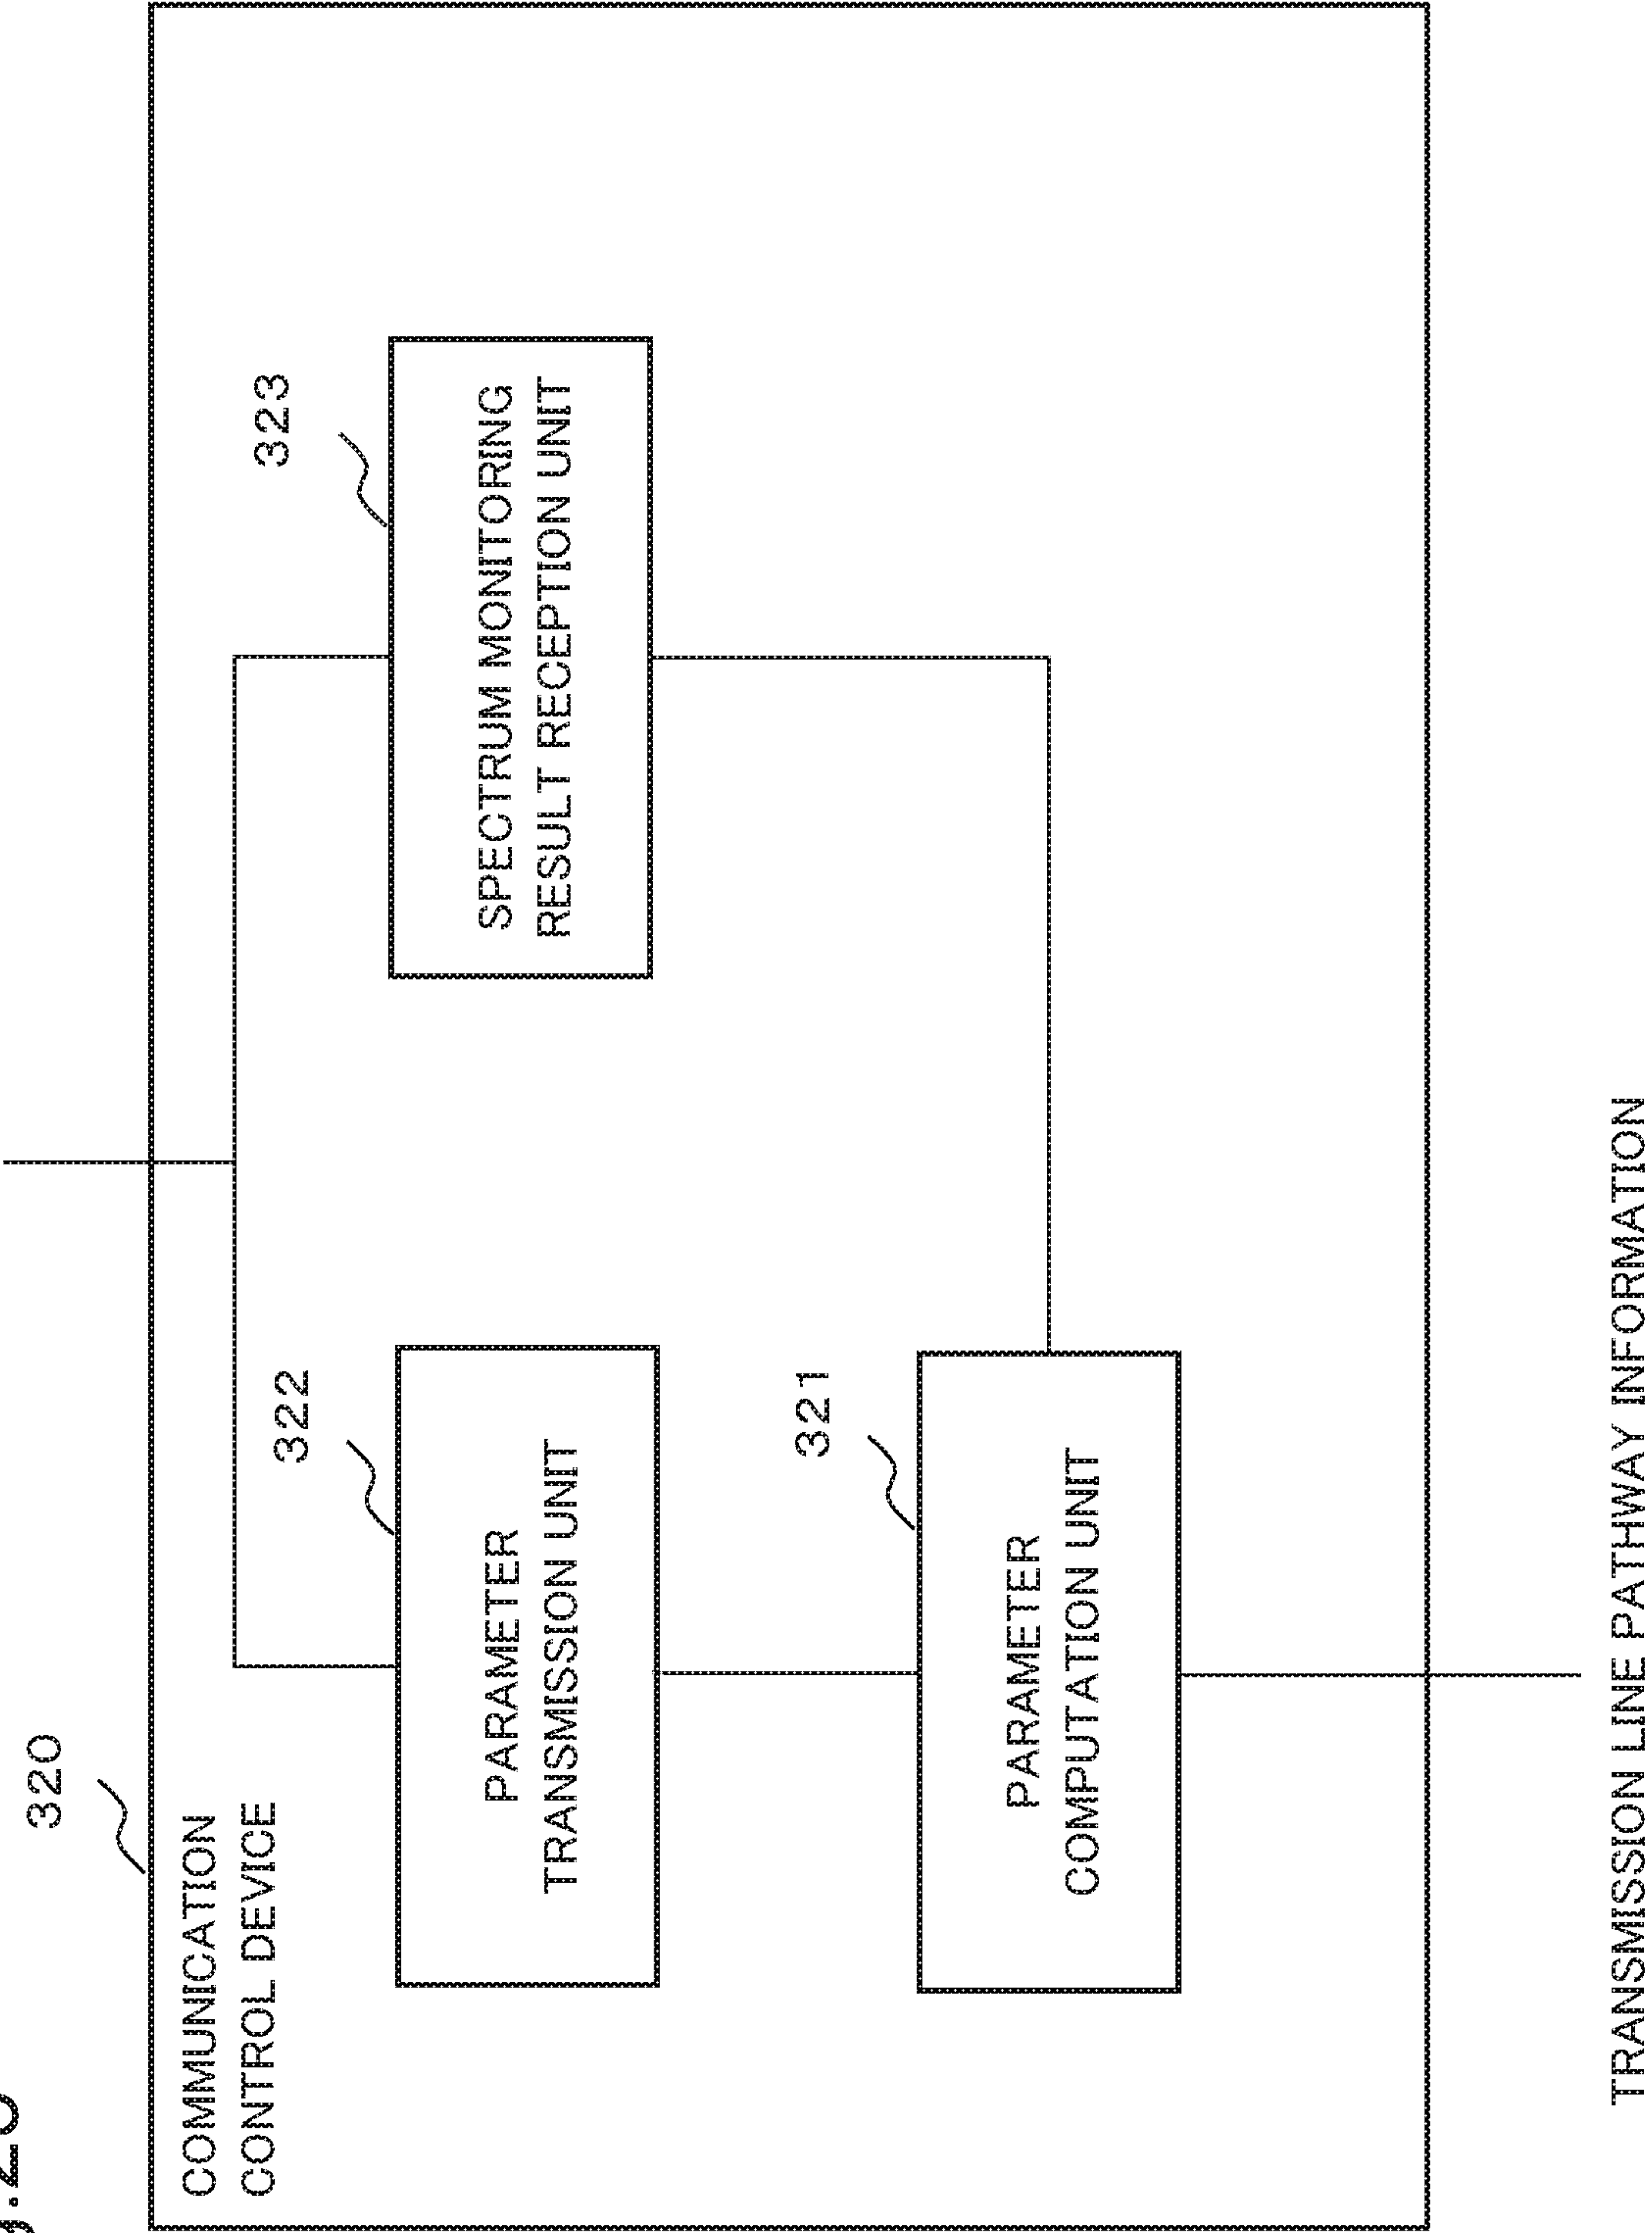 320
COMMUNICATION
CONTROL DEVICE
322
PARAMETER
TRANSMISSION UNIT
323
SPECTRUM MONITORING
RESULT RECEPTION UNIT
321
PARAMETER
COMPUTATION UNIT
TRANSMISSION LINE PATHWAY INFORMATION